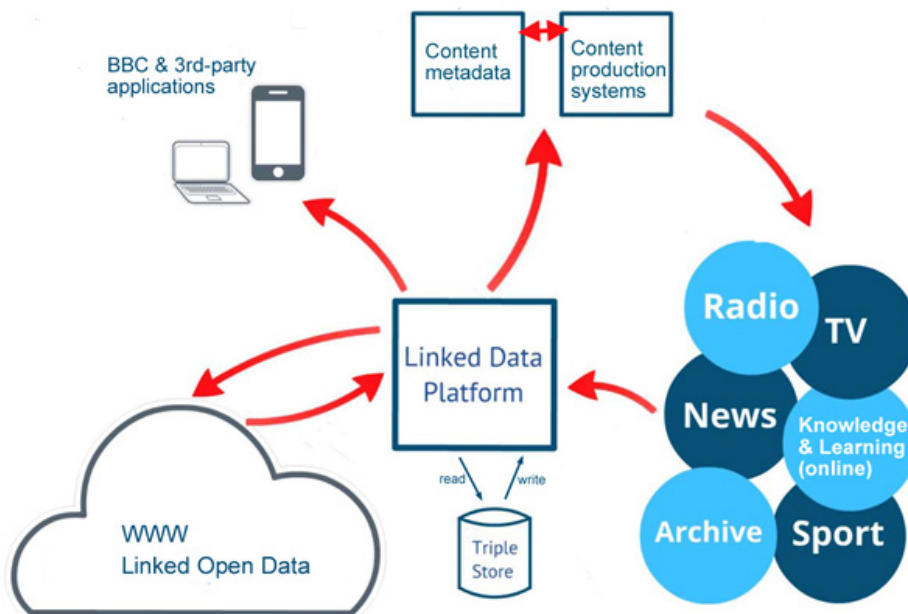 BBC & 3rd-party
applications
Content
metadata
Content
production
systems
Radio
TV
Linked Data
Platform
News
Knowledge
& Learning
(online)
read
write
WWW
Linked Open Data
Triple
Store
Archive
Sport